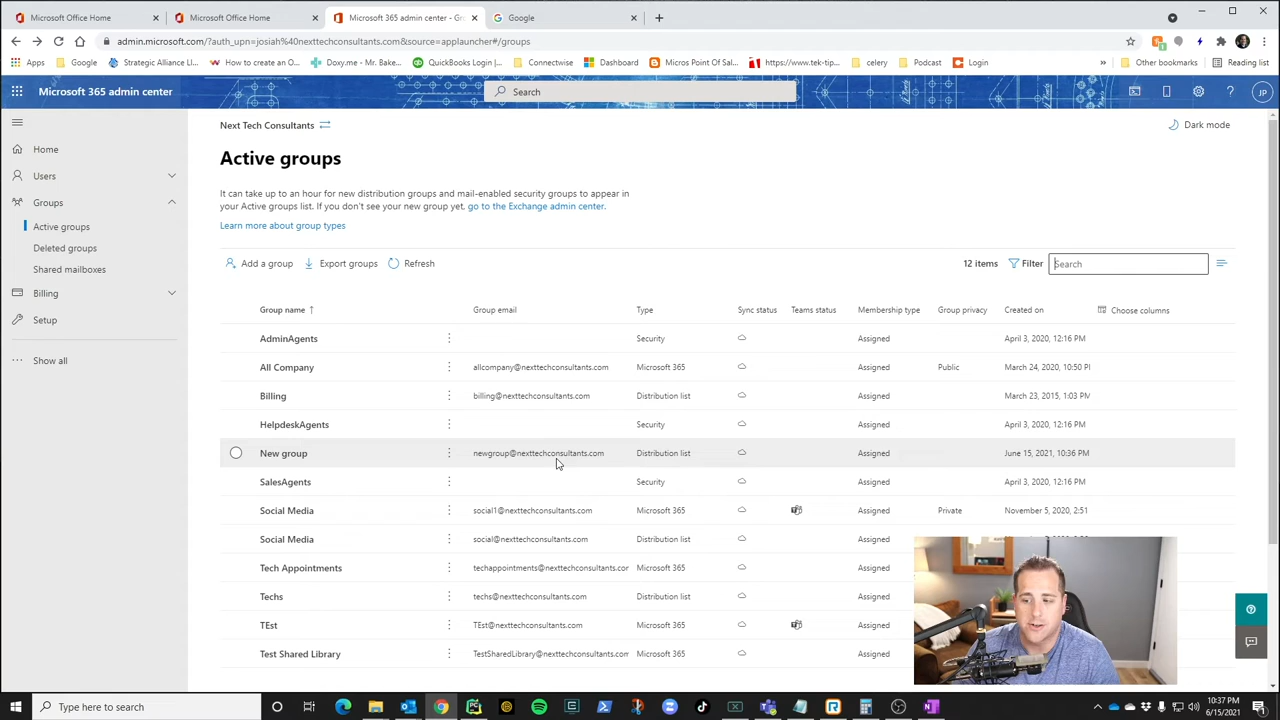 Microsoft Office Home
Microsoft Office Home
Microsoft 365 admin center - Gr
Google
admin.microsoft.com/?auth_upn=josiah%40nexttechconsultants.com&source=applauncher#/groups
Apps
Google
Strategic Alliance Ll...
How to create an O...
Doxy.me - Mr. Bake...
QuickBooks Login |...
Connectwise
Dashboard
Micros Point Of Sal...
https://www.tek-tip...
celery
Podcast
Login
Other bookmarks
Reading list
Microsoft 365 admin center
Search
JP
Next Tech Consultants
Dark mode
Home
Users
Groups
Active groups
Deleted groups
Shared mailboxes
Billing
Setup
Show all
Active groups
It can take up to an hour for new distribution groups and mail-enabled security groups to appear in
your Active groups list. If you don't see your new group yet, go to the Exchange admin center.
Learn more about group types
Add a group
Export groups
Refresh
12 items
Filter
Search
Group name ↑
Group email
Type
Sync status
Teams status
Membership type
Group privacy
Created on
Choose columns
AdminAgents
Security
Assigned
April 3, 2020, 12:16 PM
All Company
allcompany@nexttechconsultants.com
Microsoft 365
Assigned
Public
March 24, 2020, 10:50 P
Billing
billing@nexttechconsultants.com
Distribution list
Assigned
March 23, 2015, 1:03 PM
HelpdeskAgents
Security
Assigned
April 3, 2020, 12:16 PM
New group
newgroup@nexttechconsultants.com
Distribution list
Assigned
June 15, 2021, 10:36 PM
SalesAgents
Security
Assigned
April 3, 2020, 12:16 PM
Social Media
social1@nexttechconsultants.com
Microsoft 365
Assigned
Private
November 5, 2020, 2:51
Social Media
social@nexttechconsultants.com
Distribution list
Assigned
Tech Appointments
techappointments@nexttechconsultants.cor
Microsoft 365
Techs
techs@nexttechconsultants.com
Distribution list
TEst
TEst@nexttechconsultants.com
Microsoft 365
Test Shared Library
TestSharedLibrary@nexttechconsultants.com
Microsoft 365
Type here to search
10:37 PM
6/15/2021